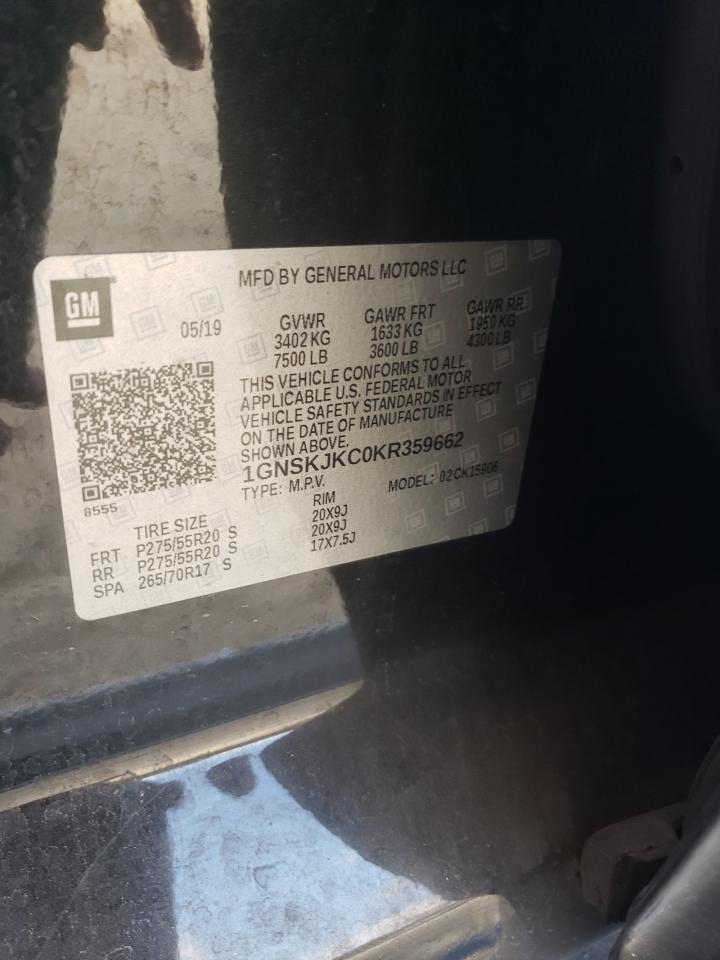 GM
MFD BY GENERAL MOTORS LLC
05/19
GVWR GAWR FRT GAWR RR
3402 KG 1633 KG 1950 KG
7500 LB 3600 LB 4300 LB
THIS VEHICLE CONFORMS TO ALL
APPLICABLE U.S. FEDERAL MOTOR
VEHICLE SAFETY STANDARDS IN EFFECT
ON THE DATE OF MANUFACTURE
SHOWN ABOVE.
1GNSKJKC0KR359662
TYPE: M.P.V. MODEL: 02CK15906
8555
TIRE SIZE RIM
FRT P275/55R20 S 20X9J
RR P275/55R20 S 20X9J
SPA 265/70R17 S 17X7.5J